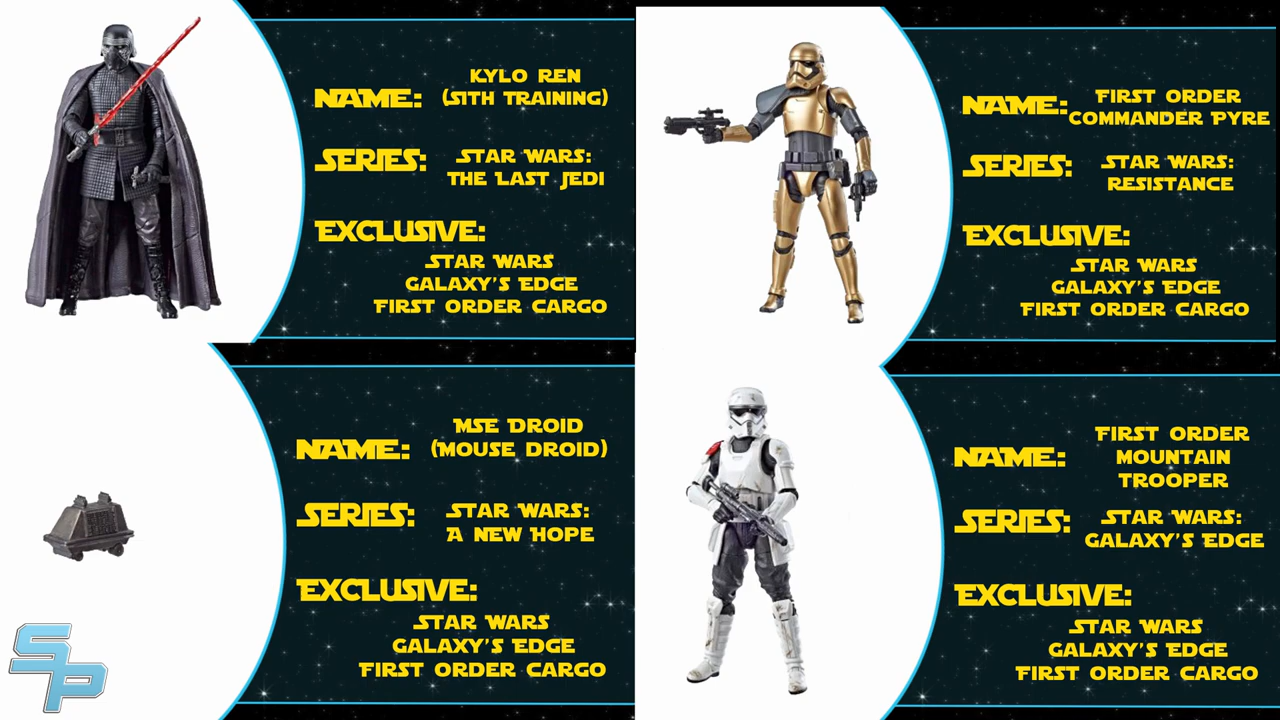 NAME: KYLO REN
(SITH TRAINING)
SERIES: STAR WARS:
THE LAST JEDI
EXCLUSIVE:
STAR WARS
GALAXY'S EDGE
FIRST ORDER CARGO
NAME: FIRST ORDER
COMMANDER PYRE
SERIES: STAR WARS:
RESISTANCE
EXCLUSIVE:
STAR WARS
GALAXY'S EDGE
FIRST ORDER CARGO
NAME: MSE DROID
(MOUSE DROID)
SERIES: STAR WARS:
A NEW HOPE
EXCLUSIVE:
STAR WARS
GALAXY'S EDGE
FIRST ORDER CARGO
SP
NAME: FIRST ORDER
MOUNTAIN
TROOPER
SERIES: STAR WARS:
GALAXY'S EDGE
EXCLUSIVE:
STAR WARS
GALAXY'S EDGE
FIRST ORDER CARGO